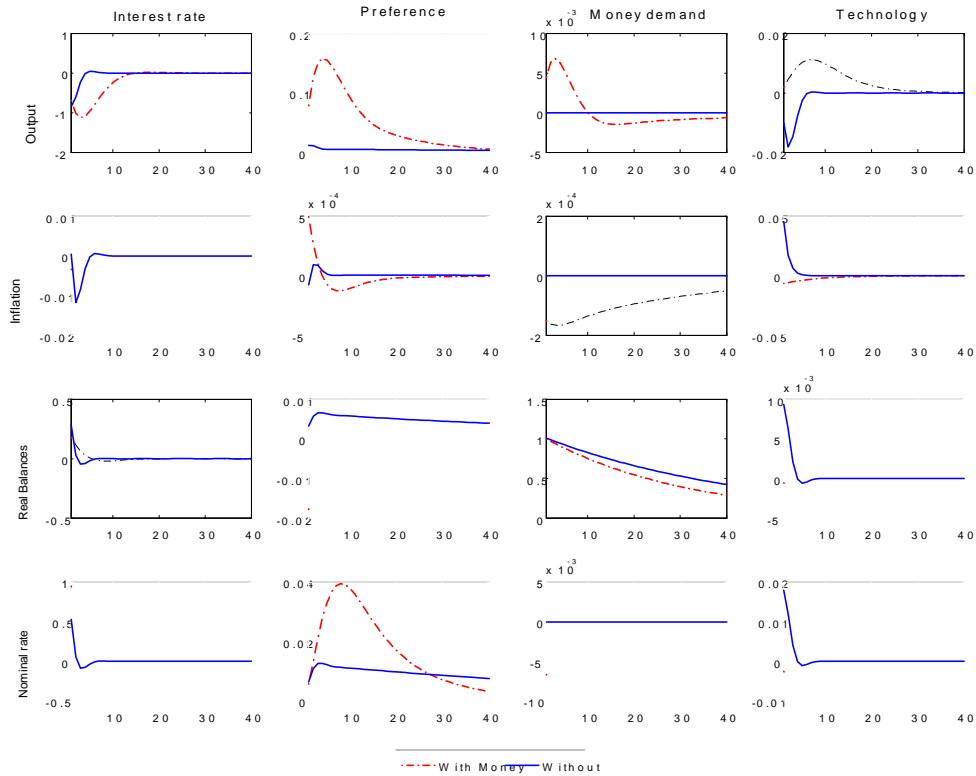 Interest rate Preference Money demand Technology
x 10^-3
1 0.2 10 0.02
0 0.1 5 0
-1 0 0 -0.02
-2 -5
Output
10 20 30 40 10 20 30 40 10 20 30 40 10 20 30 40
x 10^-4 x 10^-4
0.01 5 2 0.05
0 0 0 0
-0.01 -5 -2 -0.05
-0.02
Inflation
10 20 30 40 10 20 30 40 10 20 30 40 10 20 30 40
x 10^-3
0.5 0.01 1.5 10
0 0 1 5
-0.5 -0.01 0.5 0
-0.02 0 -5
Real Balances
10 20 30 40 10 20 30 40 10 20 30 40 10 20 30 40
x 10^-3
1 0.04 5 0.02
0.5 0.02 0 0.01
0 0 -5 0
-0.5 -10 -0.01
Nominal rate
10 20 30 40 10 20 30 40 10 20 30 40 10 20 30 40
With Money Without